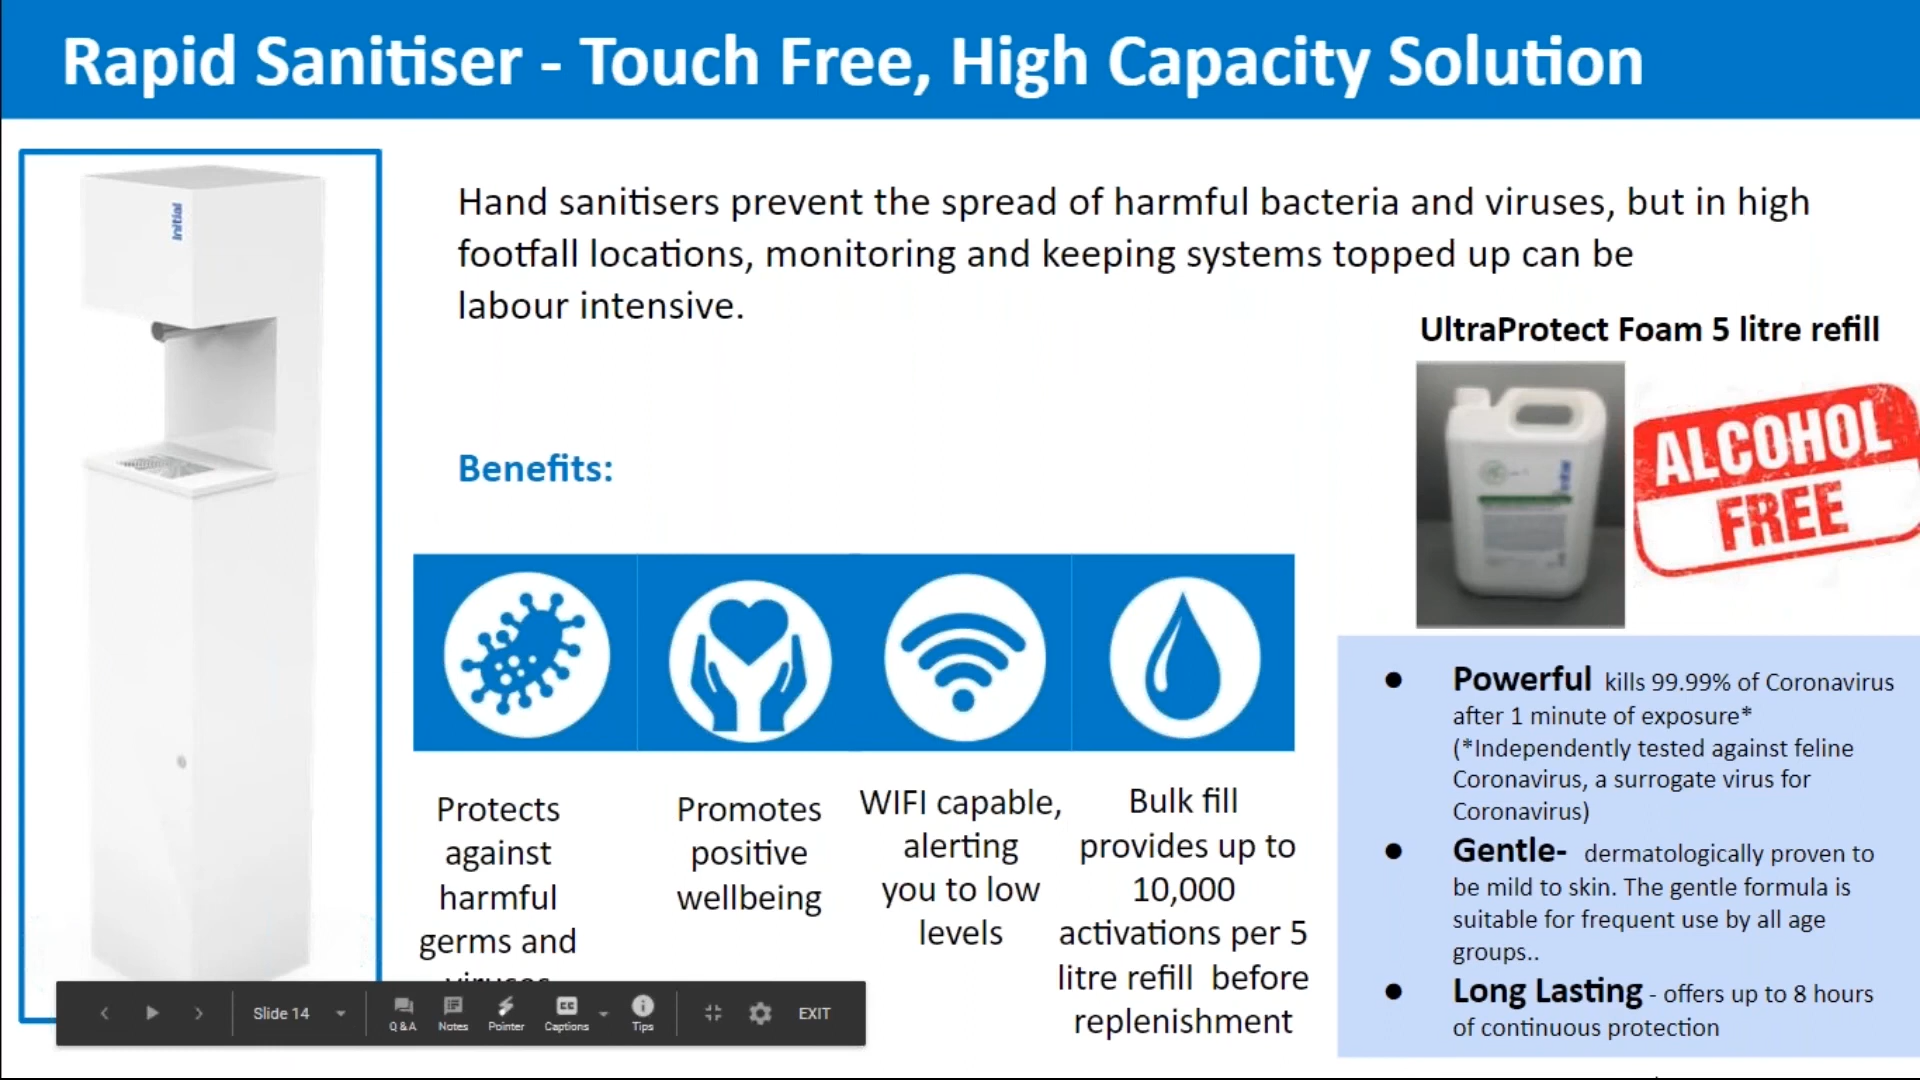 Rapid Sanitiser - Touch Free, High Capacity Solution
Initial
Hand sanitisers prevent the spread of harmful bacteria and viruses, but in high
footfall locations, monitoring and keeping systems topped up can be
labour intensive.
UltraProtect Foam 5 litre refill
ALCOHOL
FREE
Benefits:
Protects
against
harmful
germs and
viruses
Promotes
positive
wellbeing
WIFI capable,
alerting
you to low
levels
Bulk fill
provides up to
10,000
activations per 5
litre refill before
replenishment
● Powerful kills 99.99% of Coronavirus
after 1 minute of exposure*
(*Independently tested against feline
Coronavirus, a surrogate virus for
Coronavirus)
● Gentle- dermatologically proven to
be mild to skin. The gentle formula is
suitable for frequent use by all age
groups..
● Long Lasting - offers up to 8 hours
of continuous protection
Slide 14
Q & A
Notes
Pointer
CC
Captions
Tips
EXIT